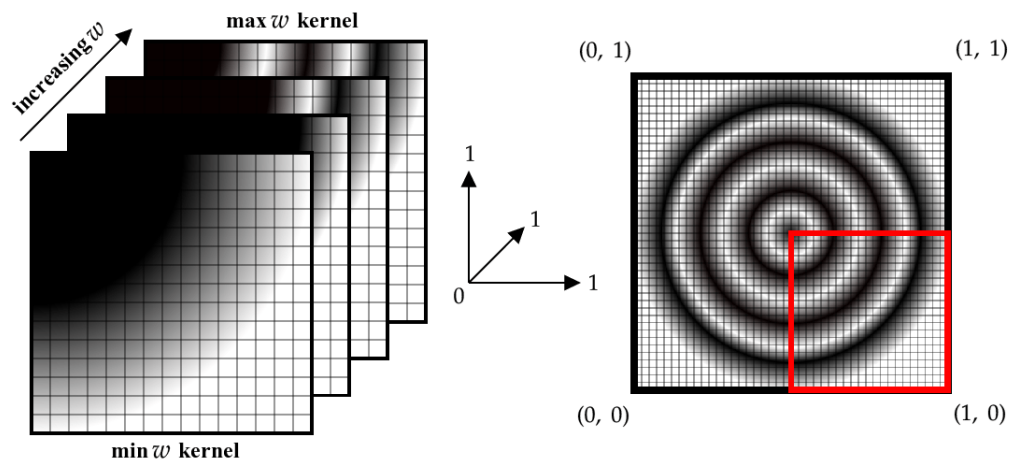 max w kernel
increasing w
min w kernel
1
1
0
1
(0, 1)
(1, 1)
(0, 0)
(1, 0)